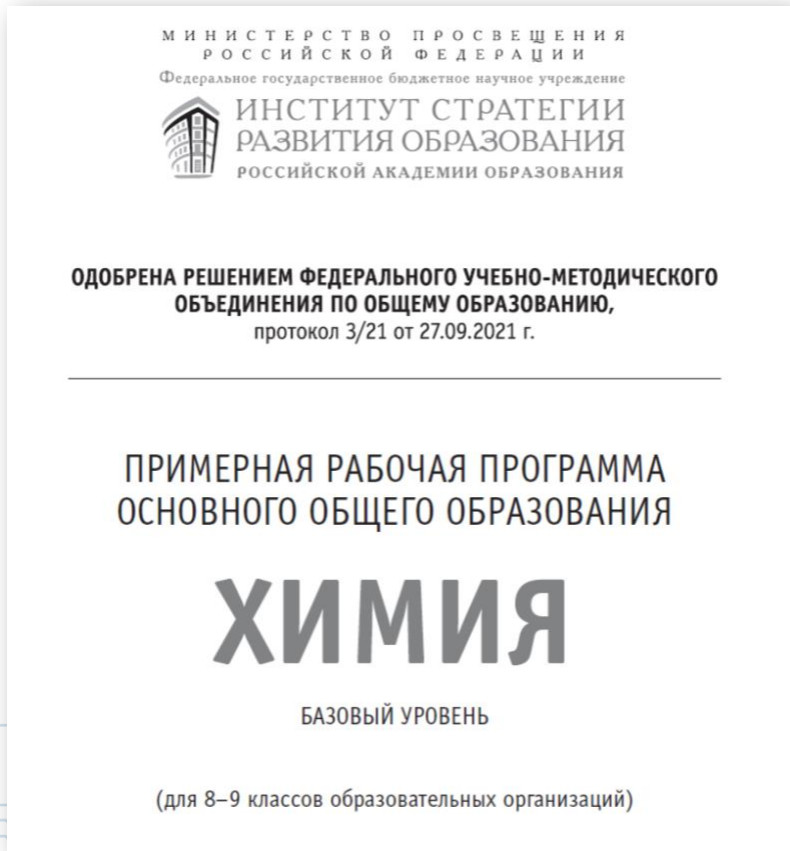 МИНИСТЕРСТВО ПРОСВЕЩЕНИЯ
РОССИЙСКОЙ ФЕДЕРАЦИИ
Федеральное государственное бюджетное научное учреждение
ИНСТИТУТ СТРАТЕГИИ
РАЗВИТИЯ ОБРАЗОВАНИЯ
РОССИЙСКОЙ АКАДЕМИИ ОБРАЗОВАНИЯ
ОДОБРЕНА РЕШЕНИЕМ ФЕДЕРАЛЬНОГО УЧЕБНО-МЕТОДИЧЕСКОГО
ОБЪЕДИНЕНИЯ ПО ОБЩЕМУ ОБРАЗОВАНИЮ,
протокол 3/21 от 27.09.2021 г.
ПРИМЕРНАЯ РАБОЧАЯ ПРОГРАММА
ОСНОВНОГО ОБЩЕГО ОБРАЗОВАНИЯ
ХИМИЯ
БАЗОВЫЙ УРОВЕНЬ
(для 8–9 классов образовательных организаций)